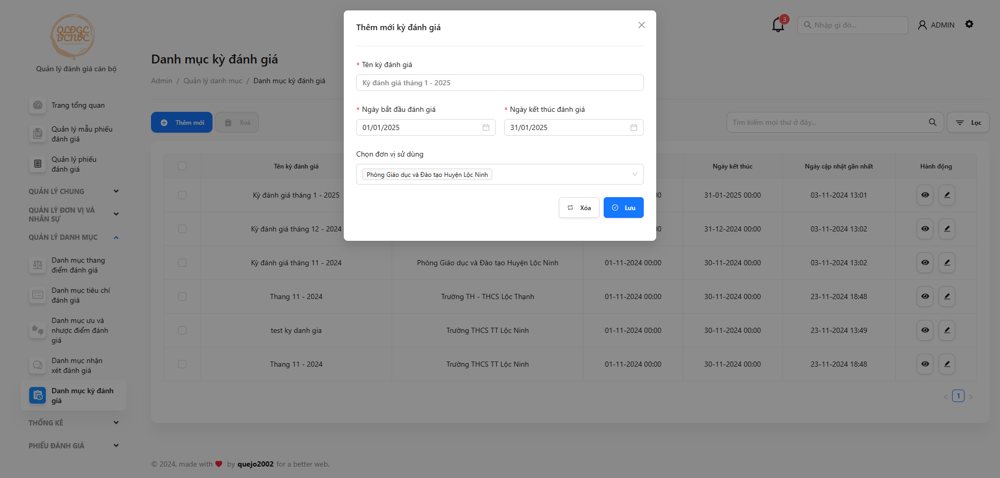 QLĐGC
BCNVC
Quản lý đánh giá cán bộ
Trang tổng quan
Quản lý mẫu phiếu
đánh giá
Quản lý phiếu
đánh giá
QUẢN LÝ CHUNG
QUẢN LÝ ĐƠN VỊ VÀ
NHÂN SỰ
QUẢN LÝ DANH MỤC
Danh mục thang
điểm đánh giá
Danh mục tiêu chí
đánh giá
Danh mục ưu và
nhược điểm đánh
giá
Danh mục nhận
xét đánh giá
Danh mục kỳ đánh
giá
THỐNG KÊ
PHIẾU ĐÁNH GIÁ
3
Nhập gì đó...
ADMIN
Danh mục kỳ đánh giá
Admin / Quản lý danh mục / Danh mục kỳ đánh giá
Thêm mới
Xoá
Tìm kiếm mọi thứ ở đây...
Lọc
Thêm mới kỳ đánh giá
* Tên kỳ đánh giá
Kỳ đánh giá tháng 1 - 2025
* Ngày bắt đầu đánh giá
* Ngày kết thúc đánh giá
01/01/2025
31/01/2025
Chọn đơn vị sử dùng
Phòng Giáo dục và Đào tạo Huyện Lộc Ninh
Xóa
Lưu
Tên kỳ đánh giá Ngày kết thúc Ngày cập nhật gần nhất Hành động
Kỳ đánh giá tháng 1 - 2025 00 31-01-2025 00:00 03-11-2024 13:01
Kỳ đánh giá tháng 12 - 2024 00 31-12-2024 00:00 03-11-2024 13:02
Kỳ đánh giá tháng 11 - 2024 Phòng Giáo dục và Đào tạo Huyện Lộc Ninh 01-11-2024 00:00 30-11-2024 00:00 03-11-2024 13:02
Thang 11 - 2024 Trường TH - THCS Lộc Thạnh 01-11-2024 00:00 30-11-2024 00:00 23-11-2024 18:48
test ky danh gia Trường THCS TT Lộc Ninh 01-11-2024 00:00 30-11-2024 00:00 23-11-2024 13:49
Thang 11 - 2024 Trường THCS TT Lộc Ninh 01-11-2024 00:00 30-11-2024 00:00 23-11-2024 18:48
< 1 >
© 2024, made with ❤ by quejo2002 for a better web.